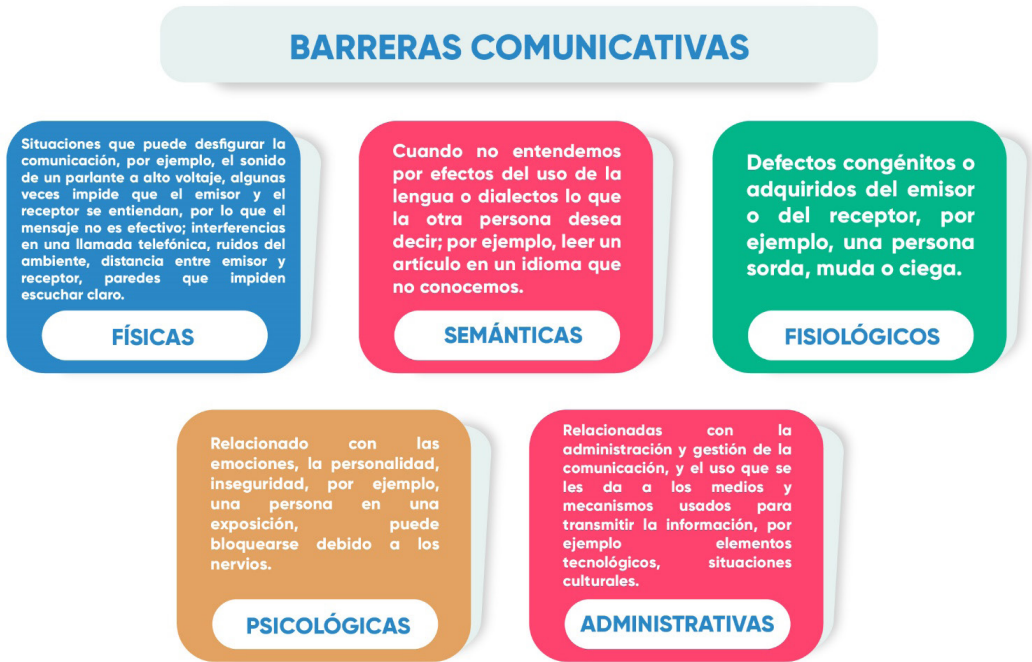 BARRERAS COMUNICATIVAS
Situaciones que puede desfigurar la
comunicación, por ejemplo, el sonido
de un parlante a alto voltaje, algunas
veces impide que el emisor y el
receptor se entiendan, por lo que el
mensaje no es efectivo; interferencias
en una llamada telefónica, ruidos del
ambiente, distancia entre emisor y
receptor, paredes que impiden
escuchar claro.
FÍSICAS
Cuando no entendemos
por efectos del uso de la
lengua o dialectos lo que
la otra persona desea
decir; por ejemplo, leer un
artículo en un idioma que
no conocemos.
SEMÁNTICAS
Defectos congénitos o
adquiridos del emisor
o del receptor, por
ejemplo, una persona
sorda, muda o ciega.
FISIOLÓGICOS
Relacionado con las
emociones, la personalidad,
inseguridad, por ejemplo,
una persona en una
exposición, puede
bloquearse debido a los
nervios.
PSICOLÓGICAS
Relacionadas con la
administración y gestión de la
comunicación, y el uso que se
les da a los medios y
mecanismos usados para
transmitir la información, por
ejemplo elementos
tecnológicos, situaciones
culturales.
ADMINISTRATIVAS